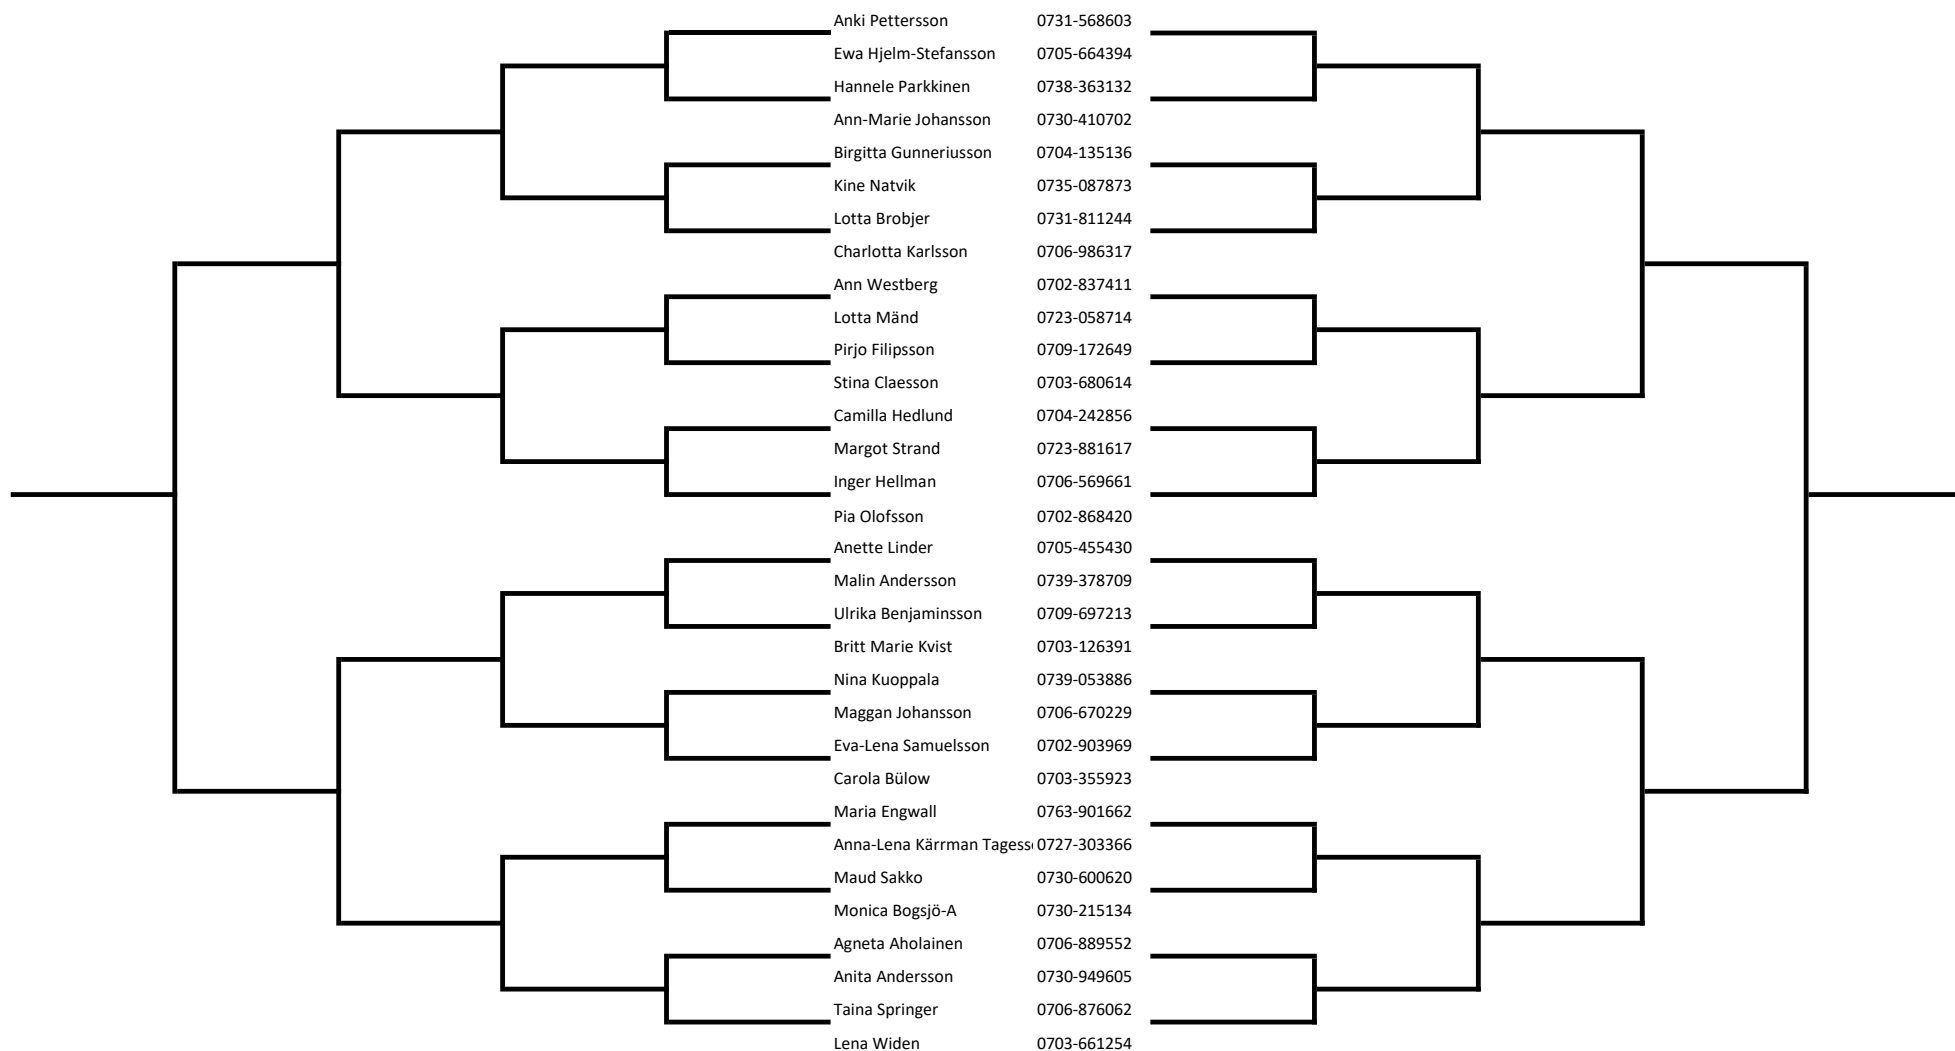 Anki Pettersson 0731-568603
Ewa Hjelm-Stefansson 0705-664394
Hannele Parkkinen 0738-363132
Ann-Marie Johansson 0730-410702
Birgitta Gunneriusson 0704-135136
Kine Natvik 0735-087873
Lotta Brobjer 0731-811244
Charlotta Karlsson 0706-986317
Ann Westberg 0702-837411
Lotta Mänd 0723-058714
Pirjo Filipsson 0709-172649
Stina Claesson 0703-680614
Camilla Hedlund 0704-242856
Margot Strand 0723-881617
Inger Hellman 0706-569661
Pia Olofsson 0702-868420
Anette Linder 0705-455430
Malin Andersson 0739-378709
Ulrika Benjaminsson 0709-697213
Britt Marie Kvist 0703-126391
Nina Kuoppala 0739-053886
Maggan Johansson 0706-670229
Eva-Lena Samuelsson 0702-903969
Carola Bülow 0703-355923
Maria Engwall 0763-901662
Anna-Lena Kärrman Tagess 0727-303366
Maud Sakko 0730-600620
Monica Bogsjö-A 0730-215134
Agneta Aholainen 0706-889552
Anita Andersson 0730-949605
Taina Springer 0706-876062
Lena Widen 0703-661254